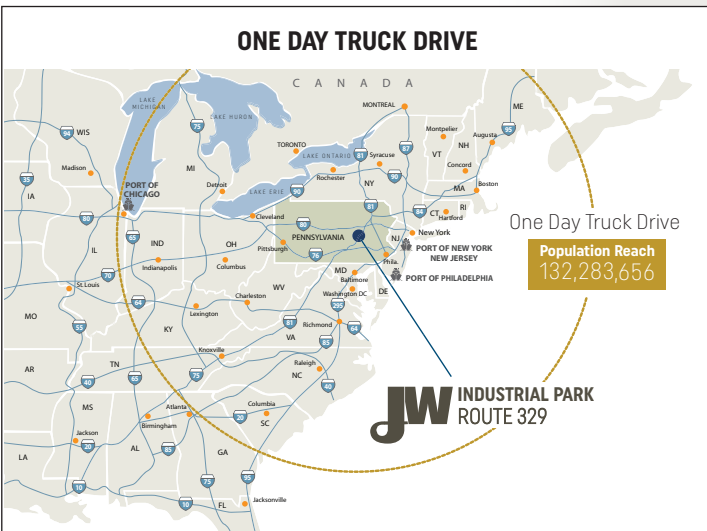 ONE DAY TRUCK DRIVE
C A N A D A
LAKE
MICHIGAN
LAKE HURON
MONTREAL
ME
95
94
WIS
75
Montpelier
Augusta
TORONTO
LAKE ONTARIO
81
Syracuse
87
VT
NH
Concord
Madison
MI
Rochester
90
35
PORT OF
CHICAGO
Detroit
LAKE ERIE
90
NY
MA
Boston
IA
80
Cleveland
80
81
84
CT
RI
Hartford
65
PENNSYLVANIA
New York
IL
IND
OH
Pittsburgh
76
NJ
PORT OF NEW YORK
NEW JERSEY
Phila.
Indianapolis
Columbus
70
MD
Baltimore
PORT OF PHILADELPHIA
St.Louis
WV
Washington DC
DE
64
Charleston
295
MO
Lexington
55
KY
81
Richmond
64
VA
85
Knoxville
Raleigh
TN
75
NC
AR
40
65
40
MS
Atlanta
Columbia
20
SC
Birmingham
Jackson
20
AL
85
GA
LA
75
95
10
10
Jacksonville
FL
One Day Truck Drive
Population Reach
132,283,656
JW
INDUSTRIAL PARK
ROUTE 329